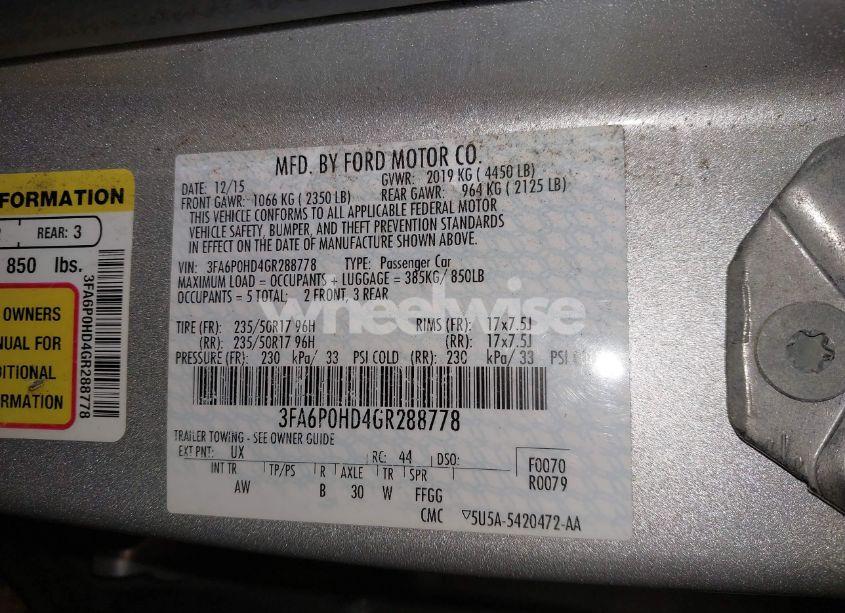 FORMATION
REAR: 3
850 lbs.
OWNERS
NUAL FOR
DITIONAL
FORMATION
3FA6P0HD4GR288778
MFD. BY FORD MOTOR CO.
DATE: 12/15 GVWR: 2019 KG ( 4450 LB)
FRONT GAWR: 1066 KG ( 2350 LB) REAR GAWR: 964 KG ( 2125 LB)
THIS VEHICLE CONFORMS TO ALL APPLICABLE FEDERAL MOTOR
VEHICLE SAFETY, BUMPER, AND THEFT PREVENTION STANDARDS
IN EFFECT ON THE DATE OF MANUFACTURE SHOWN ABOVE.
VIN: 3FA6P0HD4GR288778 TYPE: Passenger Car
MAXIMUM LOAD = OCCUPANTS + LUGGAGE = 385KG/ 850LB
OCCUPANTS = 5 TOTAL: 2 FRONT, 3 REAR
wheelwise
TIRE (FR): 235/50R17 96H RIMS (FR): 17x7.5J
(RR): 235/50R17 96H (RR): 17x7.5J
PRESSURE (FR): 230 kPa/ 33 PSI COLD (RR): 230 kPa/ 33 PSI COLD
3FA6P0HD4GR288778
TRAILER TOWING - SEE OWNER GUIDE
EXT PNT: UX RC: 44 DSO: F0070
INT TR TP/PS R AXLE TR SPR R0079
AW B 30 W FFGG
CMC ▽5U5A-5420472-AA